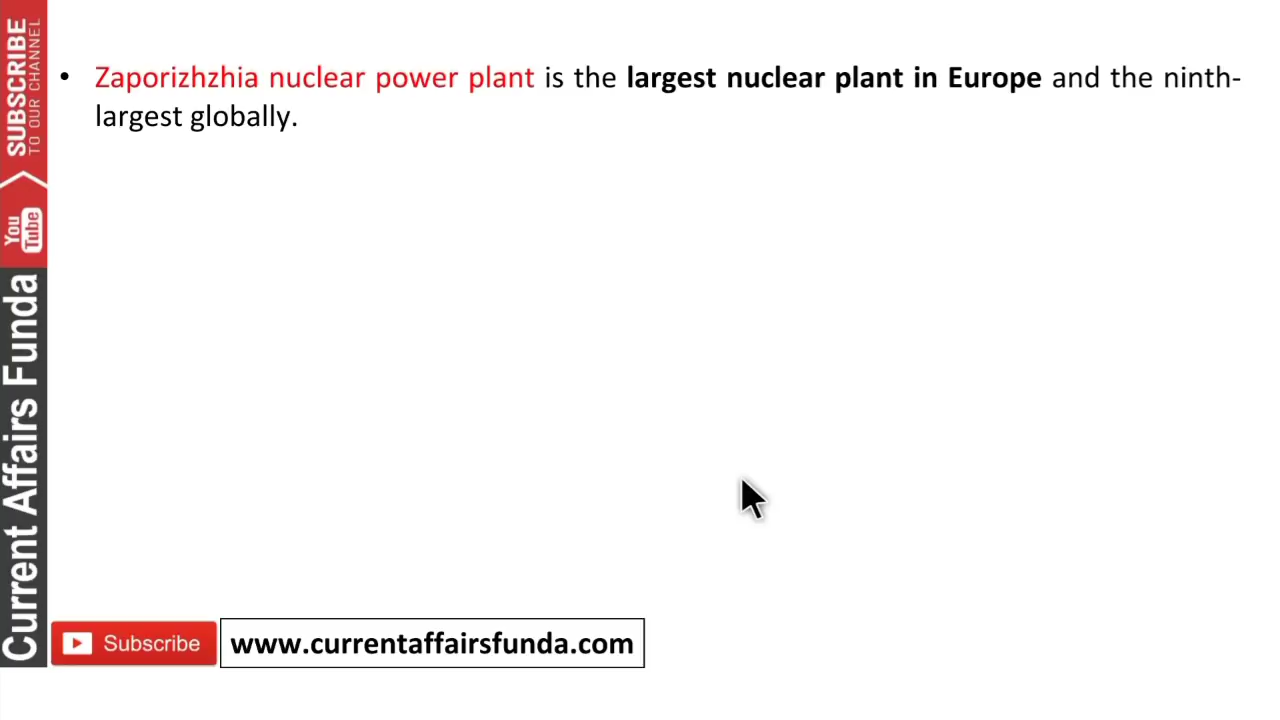 • Zaporizhzhia nuclear power plant is the largest nuclear plant in Europe and the ninth-
largest globally.
SUBSCRIBE
TO OUR CHANNEL
You
Tube
Current Affairs Funda
Subscribe
www.currentaffairsfunda.com